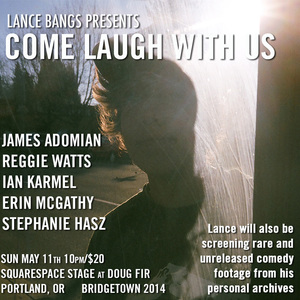 LANCE BANGS PRESENTS
COME LAUGH WITH US
JAMES ADOMIAN
REGGIE WATTS
IAN KARMEL
ERIN MCGATHY
STEPHANIE HASZ
SUN MAY 11TH 10PM/$20
SQUARESPACE STAGE AT DOUG FIR
PORTLAND, OR BRIDGETOWN 2014
Lance will also be
screening rare and
unreleased comedy
footage from his
personal archives